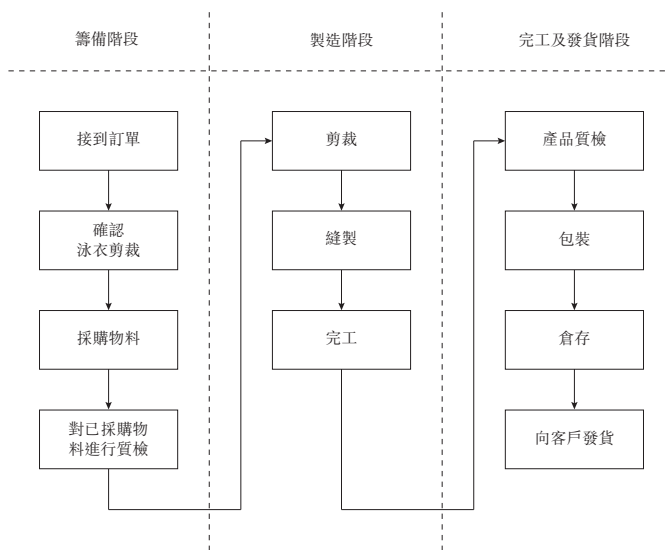 籌備階段
製造階段
完工及發貨階段
接到訂單
確認
泳衣剪裁
採購物料
對已採購物
料進行質檢
剪裁
縫製
完工
產品質檢
包裝
倉存
向客戶發貨